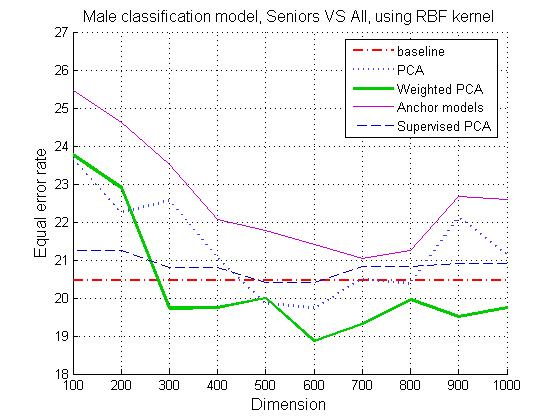 Male classification model, Seniors VS All, using RBF kernel
27
26
25
24
23
22
21
20
19
18
Equal error rate
baseline
PCA
Weighted PCA
Anchor models
Supervised PCA
100 200 300 400 500 600 700 800 900 1000
Dimension